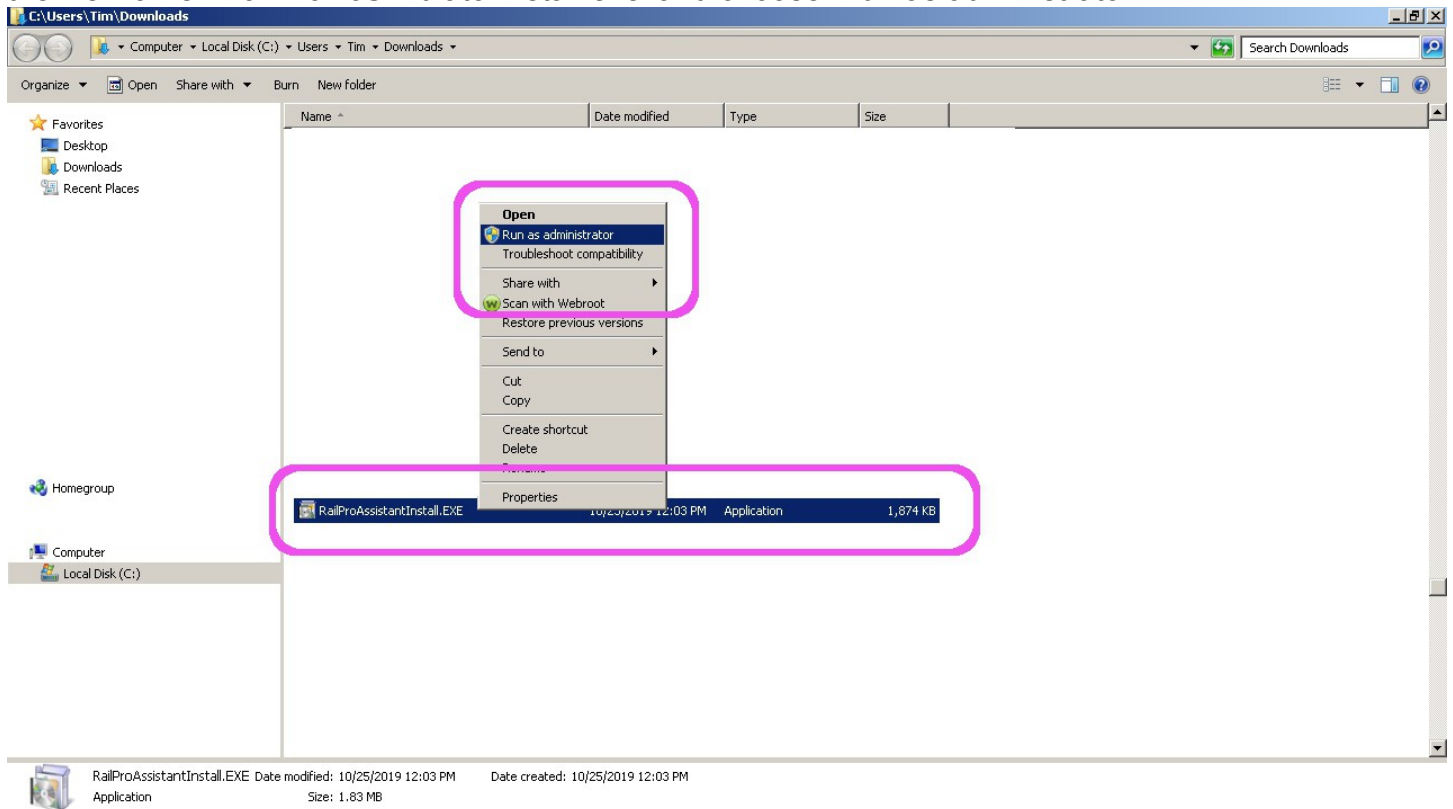 C:\Users\Tim\Downloads
Computer Local Disk (C:) Users Tim Downloads
Search Downloads
Organize Open Share with Burn New folder
Name Date modified Type Size
Favorites
Desktop
Downloads
Recent Places
Open
Run as administrator
Troubleshoot compatibility
Share with
Scan with Webroot
Restore previous versions
Send to
Cut
Copy
Create shortcut
Delete
Properties
Homegroup
RailProAssistantInstall.EXE 10/25/2019 12:03 PM Application 1,874 KB
Computer
Local Disk (C:)
RailProAssistantInstall.EXE Date modified: 10/25/2019 12:03 PM Date created: 10/25/2019 12:03 PM
Application Size: 1.83 MB